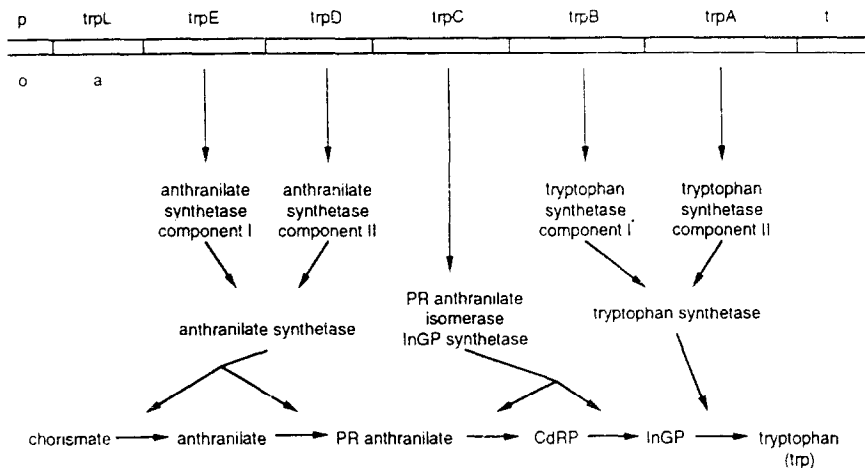 p trpL trpE trpD trpC trpB trpA t
o a
anthranilate
synthetase
component I
anthranilate
synthetase
component II
tryptophan
synthetase
component I
tryptophan
synthetase
component II
PR anthranilate
isomerase
InGP synthetase
anthranilate synthetase
tryptophan synthetase
chorismate anthranilate PR anthranilate CdRP InGP tryptophan
(trp)